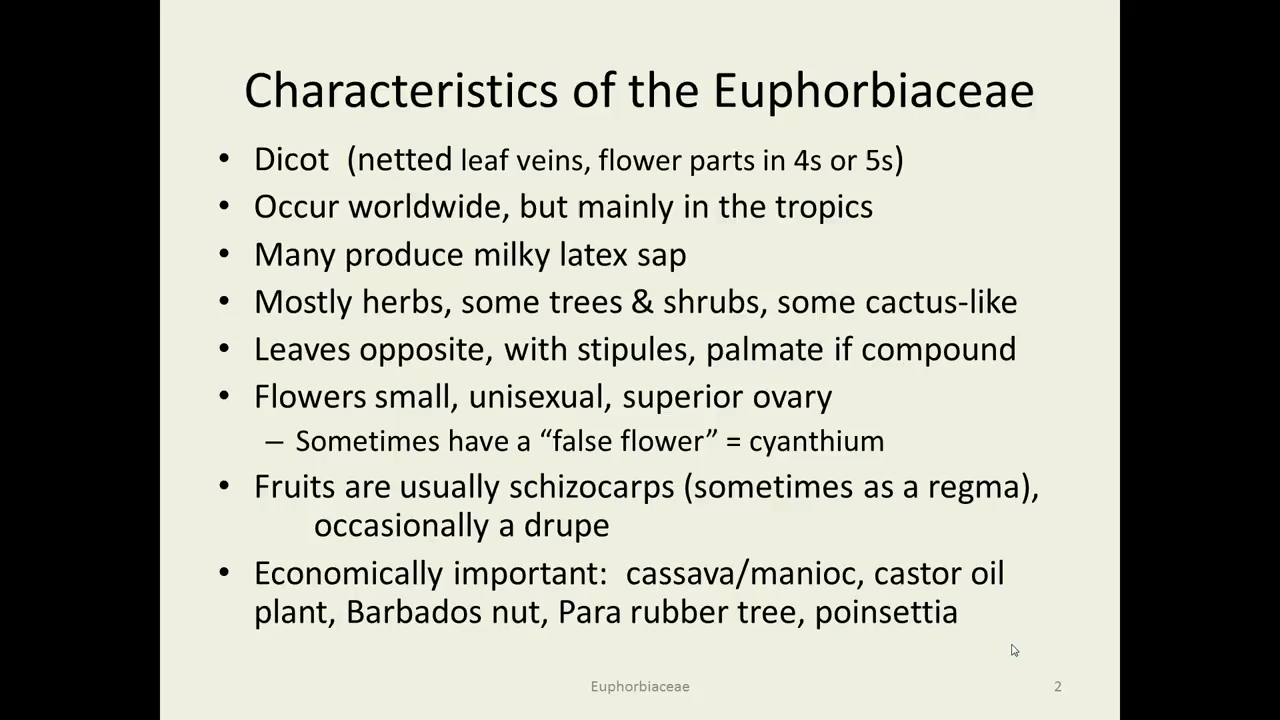 Characteristics of the Euphorbiaceae
• Dicot (netted leaf veins, flower parts in 4s or 5s)
• Occur worldwide, but mainly in the tropics
• Many produce milky latex sap
• Mostly herbs, some trees & shrubs, some cactus-like
• Leaves opposite, with stipules, palmate if compound
• Flowers small, unisexual, superior ovary
– Sometimes have a “false flower” = cyanthium
• Fruits are usually schizocarps (sometimes as a regma),
occasionally a drupe
• Economically important: cassava/manioc, castor oil
plant, Barbados nut, Para rubber tree, poinsettia
Euphorbiaceae 2